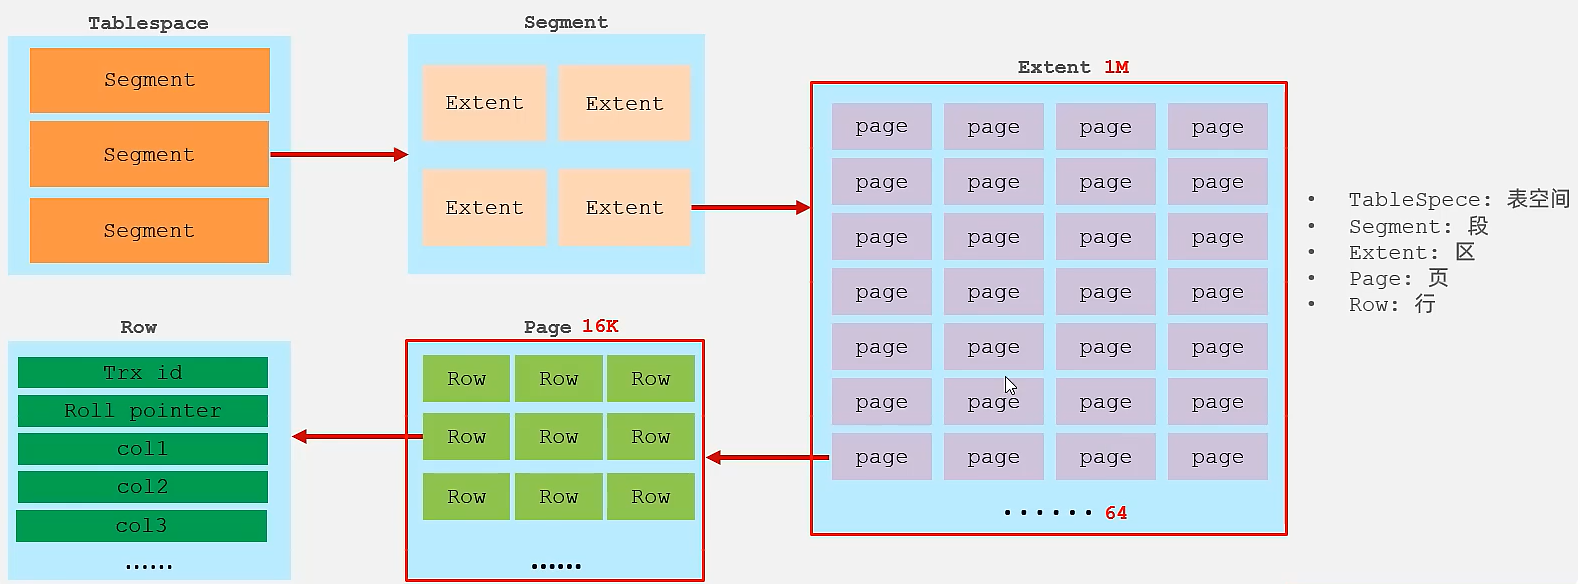 Tablespace
Segment
Segment
Segment
Segment
Extent Extent
Extent Extent
Extent 1M
page page page page
page page page page
page page page page
page page page page
page page page page
page page page page
page page page page
······ 64
• TableSpece: 表空间
• Segment: 段
• Extent: 区
• Page: 页
• Row: 行
Row
Trx id
Roll pointer
col1
col2
col3
······
Page 16K
Row Row Row
Row Row Row
Row Row Row
······